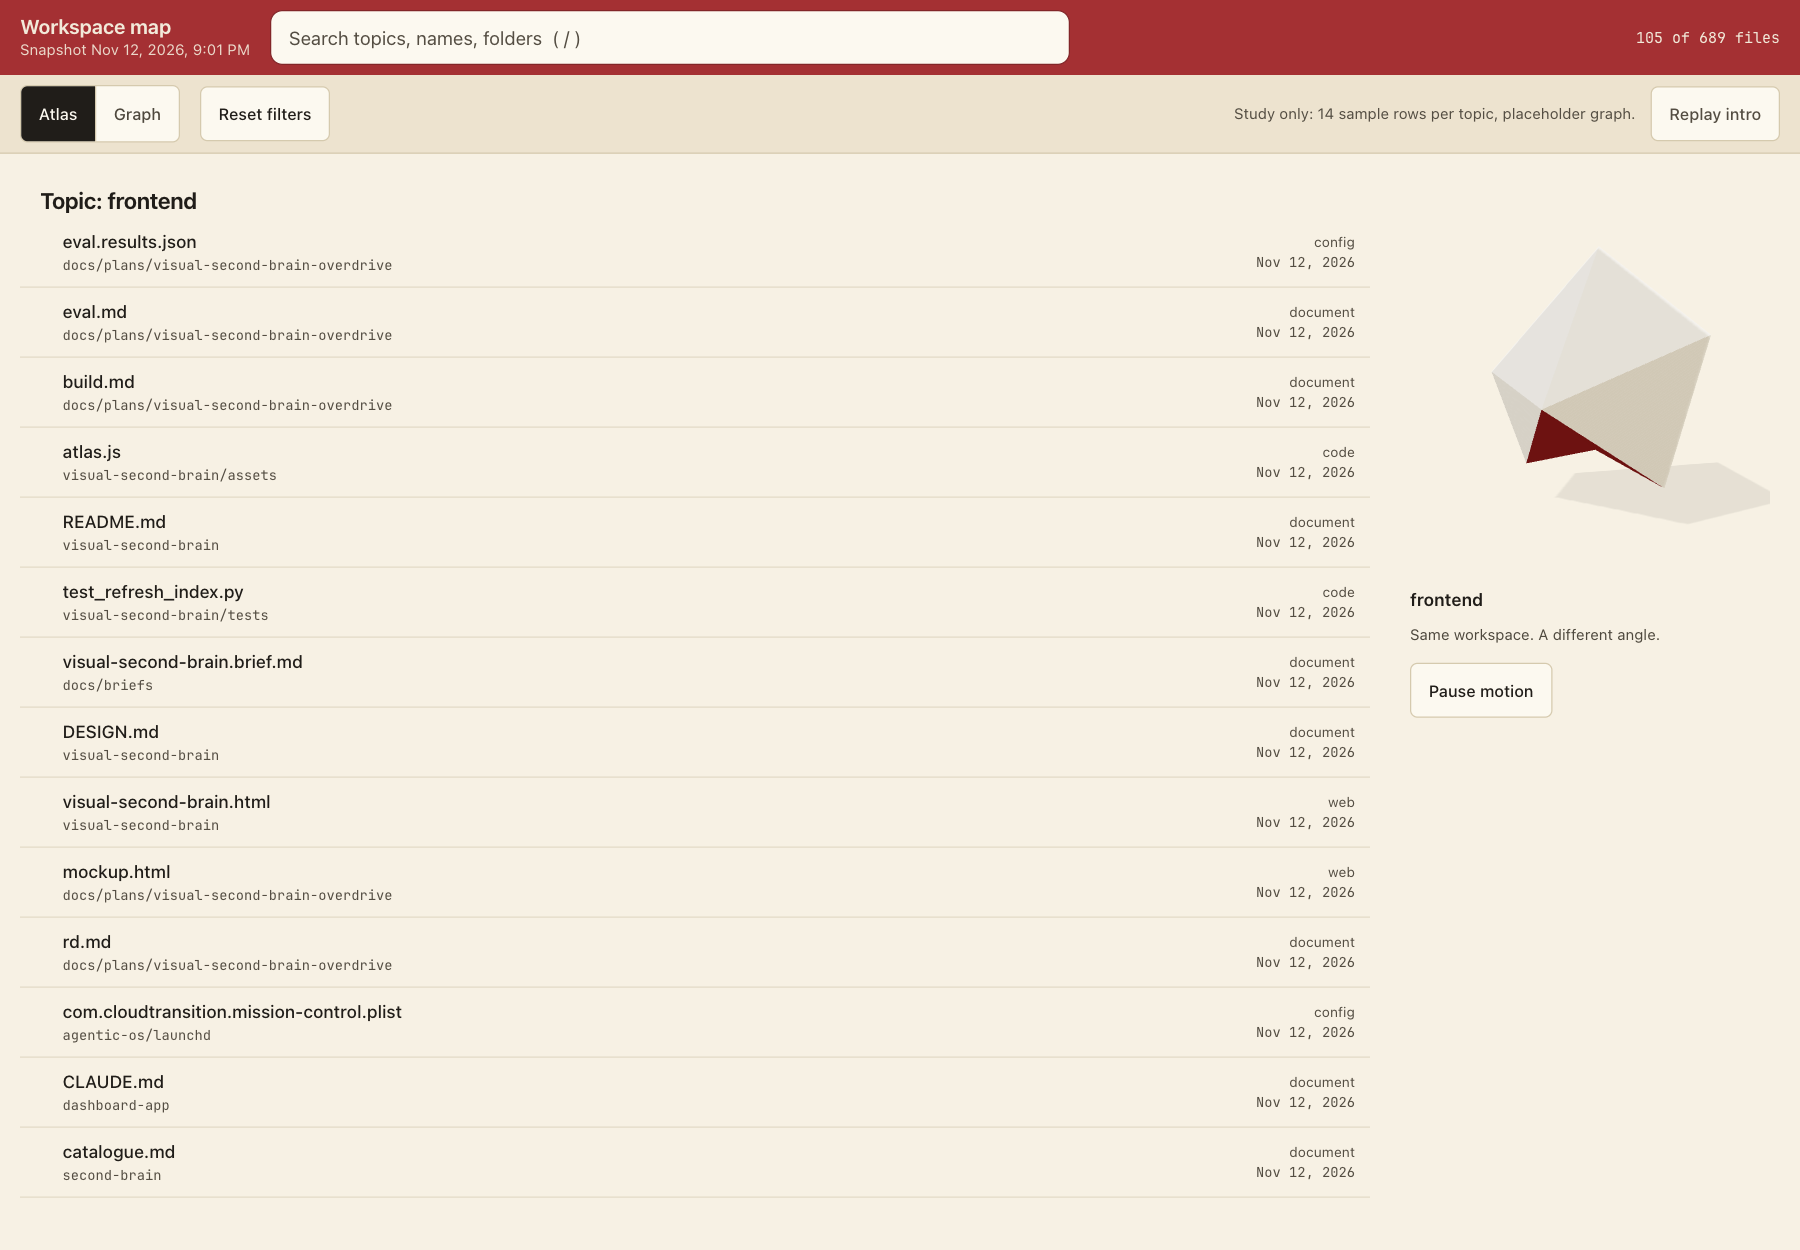 Workspace map
Snapshot Nov 12, 2026, 9:01 PM
Search topics, names, folders ( / )
105 of 689 files
Atlas
Graph
Reset filters
Study only: 14 sample rows per topic, placeholder graph.
Replay intro
Topic: frontend
eval.results.json
docs/plans/visual-second-brain-overdrive
config
Nov 12, 2026
eval.md
docs/plans/visual-second-brain-overdrive
document
Nov 12, 2026
build.md
docs/plans/visual-second-brain-overdrive
document
Nov 12, 2026
atlas.js
visual-second-brain/assets
code
Nov 12, 2026
README.md
visual-second-brain
document
Nov 12, 2026
test_refresh_index.py
visual-second-brain/tests
code
Nov 12, 2026
visual-second-brain.brief.md
docs/briefs
document
Nov 12, 2026
DESIGN.md
visual-second-brain
document
Nov 12, 2026
visual-second-brain.html
visual-second-brain
web
Nov 12, 2026
mockup.html
docs/plans/visual-second-brain-overdrive
web
Nov 12, 2026
rd.md
docs/plans/visual-second-brain-overdrive
document
Nov 12, 2026
com.cloudtransition.mission-control.plist
agentic-os/launchd
config
Nov 12, 2026
CLAUDE.md
dashboard-app
document
Nov 12, 2026
catalogue.md
second-brain
document
Nov 12, 2026
frontend
Same workspace. A different angle.
Pause motion